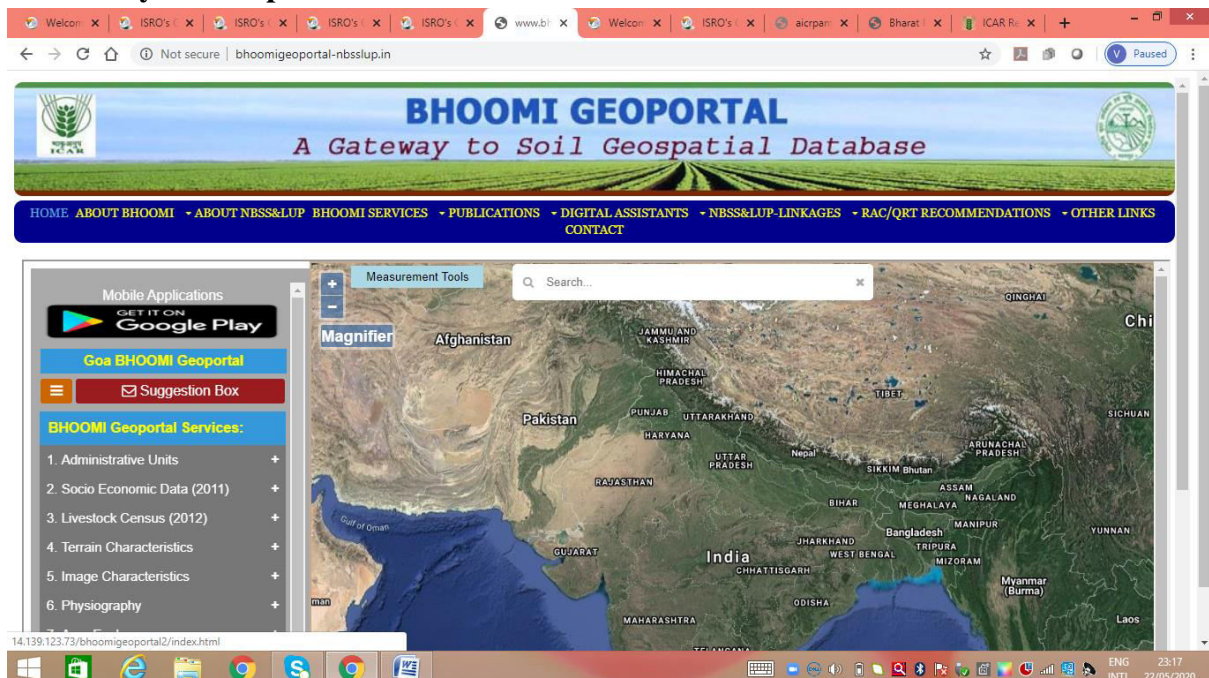 Welcom
ISRO's
ISRO's
ISRO's
ISRO's
www.bh
Welcom
ISRO's
aicrpam
Bharat
ICAR Re
Not secure | bhoomigeoportal-nbsslup.in
V Paused
BHOOMI GEOPORTAL
A Gateway to Soil Geospatial Database
ICAR
HOME ABOUT BHOOMI ABOUT NBSS&LUP BHOOMI SERVICES PUBLICATIONS DIGITAL ASSISTANTS NBSS&LUP-LINKAGES RAC/QRT RECOMMENDATIONS OTHER LINKS
CONTACT
Mobile Applications
GET IT ON
Google Play
Goa BHOOMI Geoportal
Suggestion Box
BHOOMI Geoportal Services:
1. Administrative Units +
2. Socio Economic Data (2011) +
3. Livestock Census (2012) +
4. Terrain Characteristics +
5. Image Characteristics +
6. Physiography +
+
−
Measurement Tools
Search...
Magnifier
QINGHAI
Chi
Afghanistan
JAMMU AND
KASHMIR
HIMACHAL
PRADESH
TIBET
Pakistan
PUNJAB
UTTARAKHAND
SICHUAN
HARYANA
ARUNACHAL
PRADESH
UTTAR
PRADESH
Nepal
SIKKIM Bhutan
RAJASTHAN
ASSAM
NAGALAND
BIHAR
MEGHALAYA
Gulf of Oman
MANIPUR
Bangladesh
YUNNAN
JHARKHAND
TRIPURA
GUJARAT
India
WEST BENGAL
MIZORAM
CHHATTISGARH
Myanmar
(Burma)
man
ODISHA
MAHARASHTRA
Laos
14.139.123.73/bhoomigeoportal2/index.html
ENG 23:17
INTL 22/05/2020